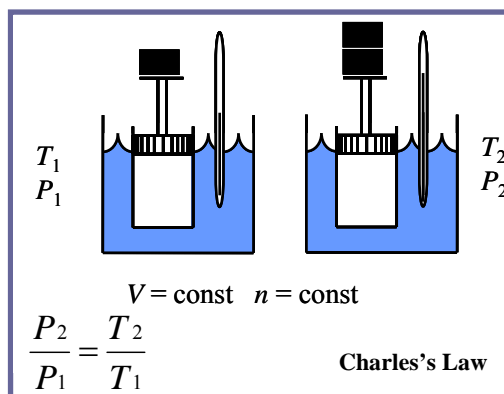 T₁
P₁
T₂
P₂
V = const n = const
P₂/P₁ = T₂/T₁
Charles's Law